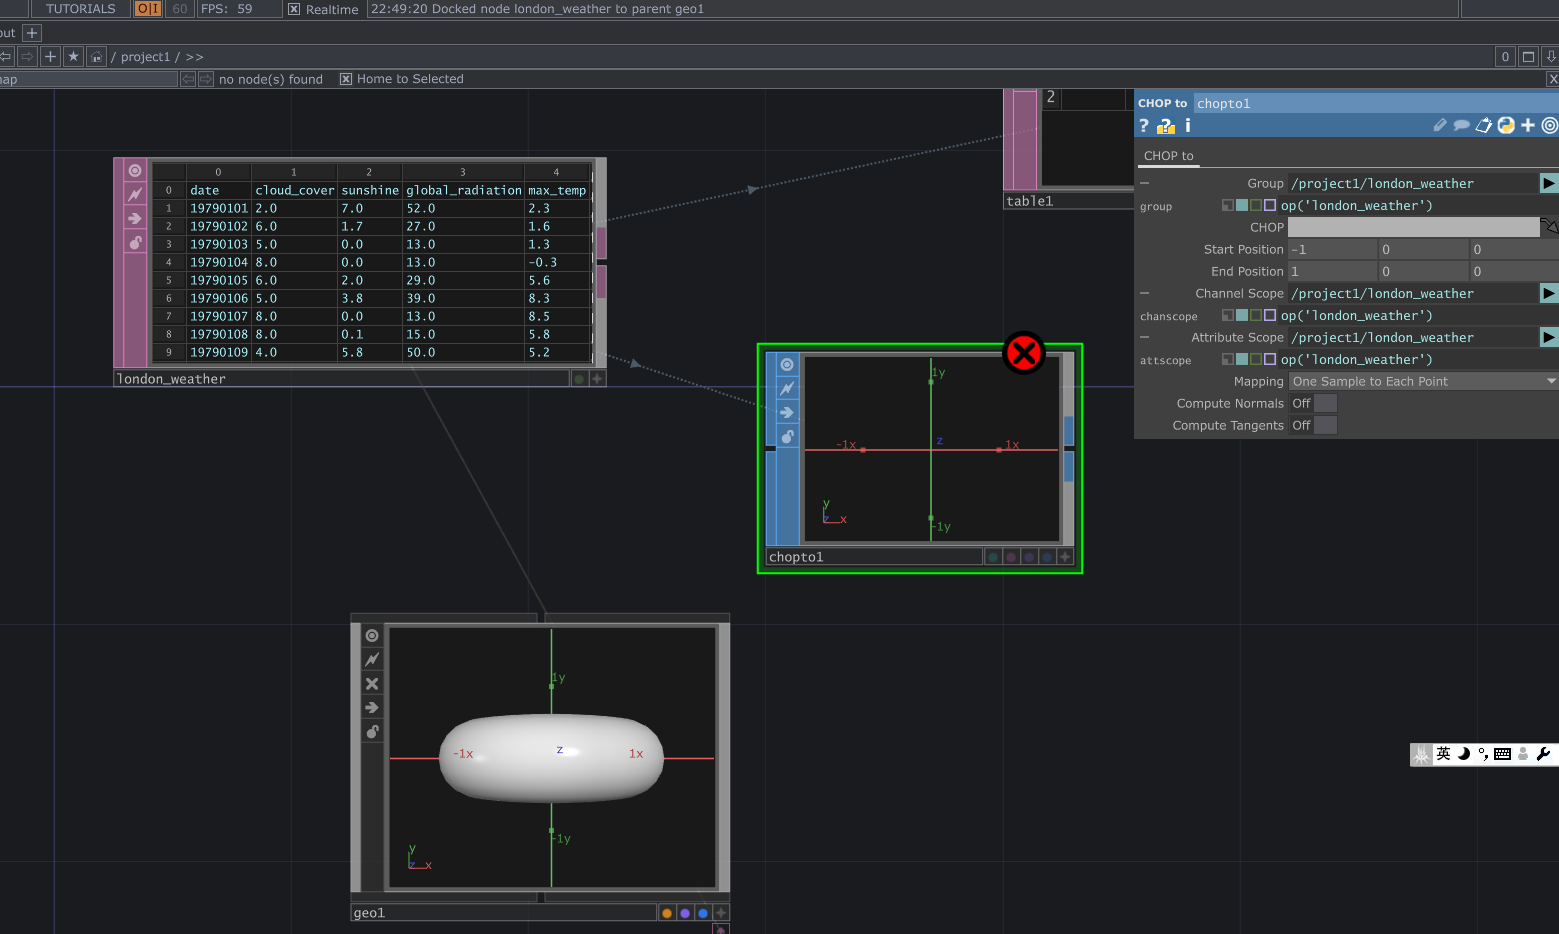 TUTORIALS O|I 60 FPS: 59 Realtime 22:49:20 Docked node london_weather to parent geo1
out +
/ project1 / >> 0
map no node(s) found Home to Selected X
2
table1
0 1 2 3 4
0 date cloud_cover sunshine global_radiation max_temp
1 19790101 2.0 7.0 52.0 2.3
2 19790102 6.0 1.7 27.0 1.6
3 19790103 5.0 0.0 13.0 1.3
4 19790104 8.0 0.0 13.0 -0.3
5 19790105 6.0 2.0 29.0 5.6
6 19790106 5.0 3.8 39.0 8.3
7 19790107 8.0 0.0 13.0 8.5
8 19790108 8.0 0.1 15.0 5.8
9 19790109 4.0 5.8 50.0 5.2
london_weather
CHOP to chopto1
? ? i
CHOP to
Group /project1/london_weather
group op('london_weather')
CHOP
Start Position -1 0 0
End Position 1 0 0
Channel Scope /project1/london_weather
chanscope op('london_weather')
Attribute Scope /project1/london_weather
attscope op('london_weather')
Mapping One Sample to Each Point
Compute Normals Off
Compute Tangents Off
1y
-1x z 1x
y
z x
-1y
chopto1
1y
-1x z 1x
-1y
y
z x
geo1
英